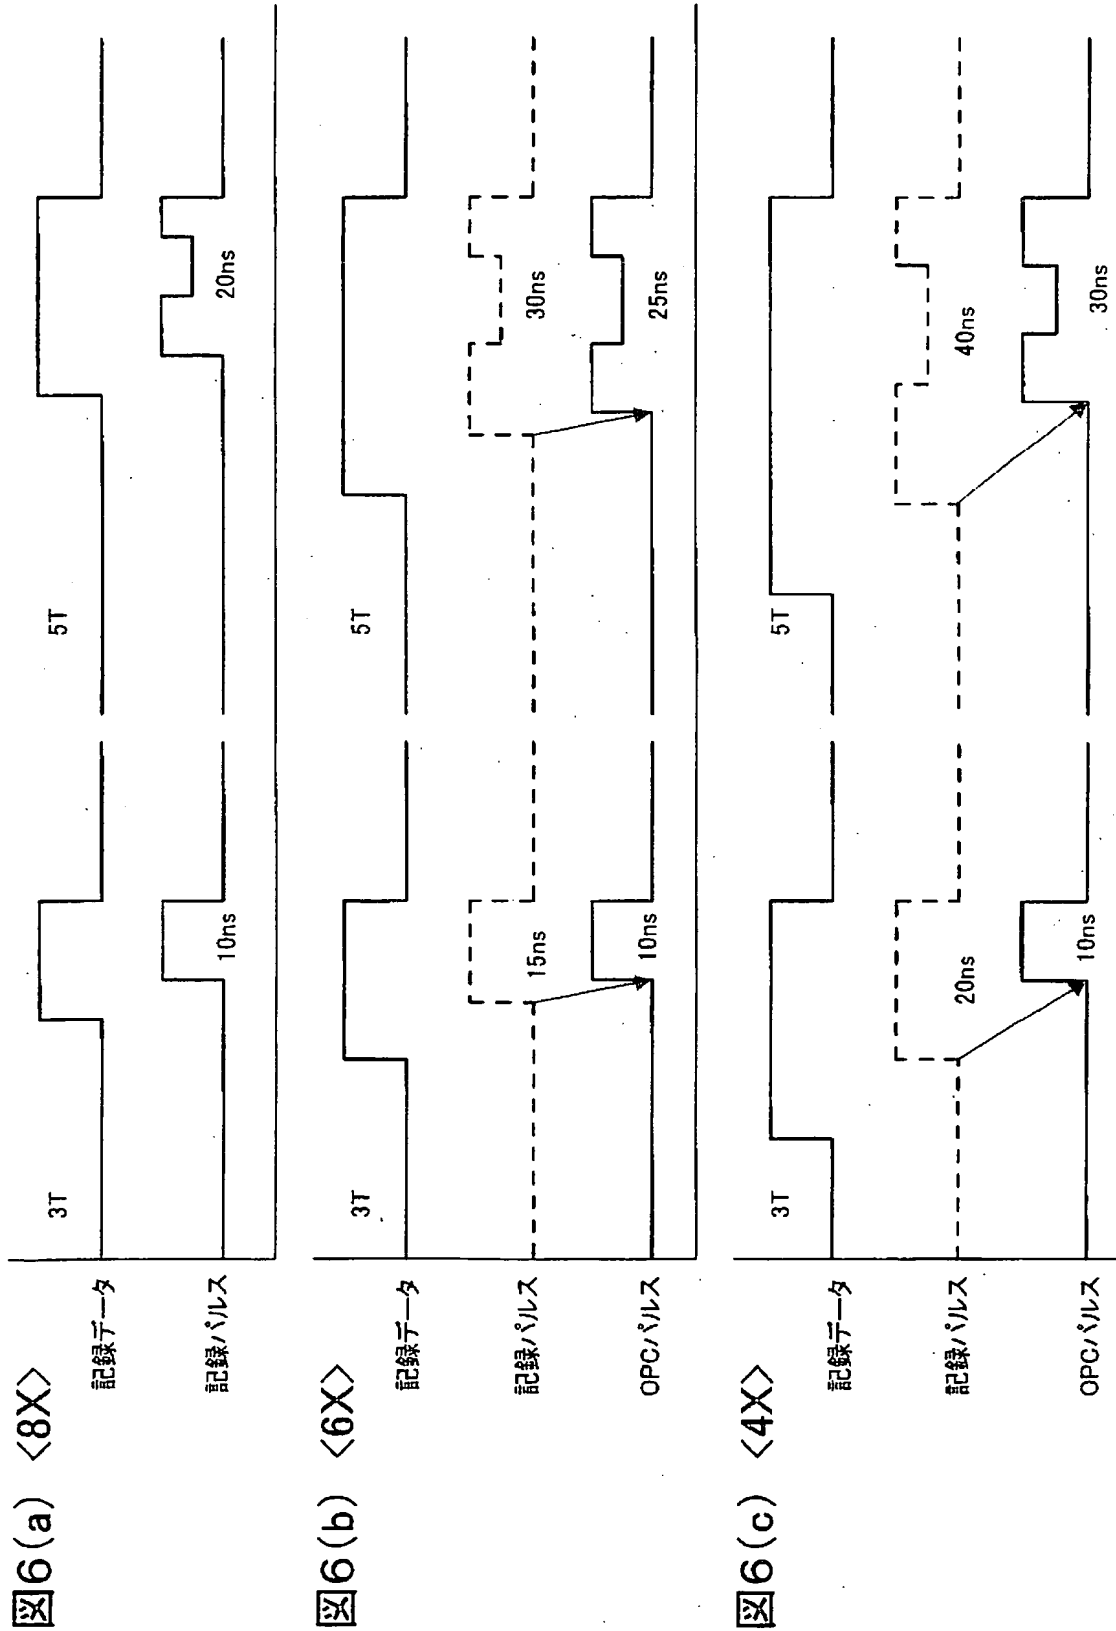 図6(a) <8X>
3T
5T
記録データ
記録パルス
10ns
20ns
図6(b) <6X>
3T
5T
記録データ
記録パルス
15ns
30ns
OPCパルス
10ns
25ns
図6(c) <4X>
3T
5T
記録データ
記録パルス
20ns
40ns
OPCパルス
10ns
30ns